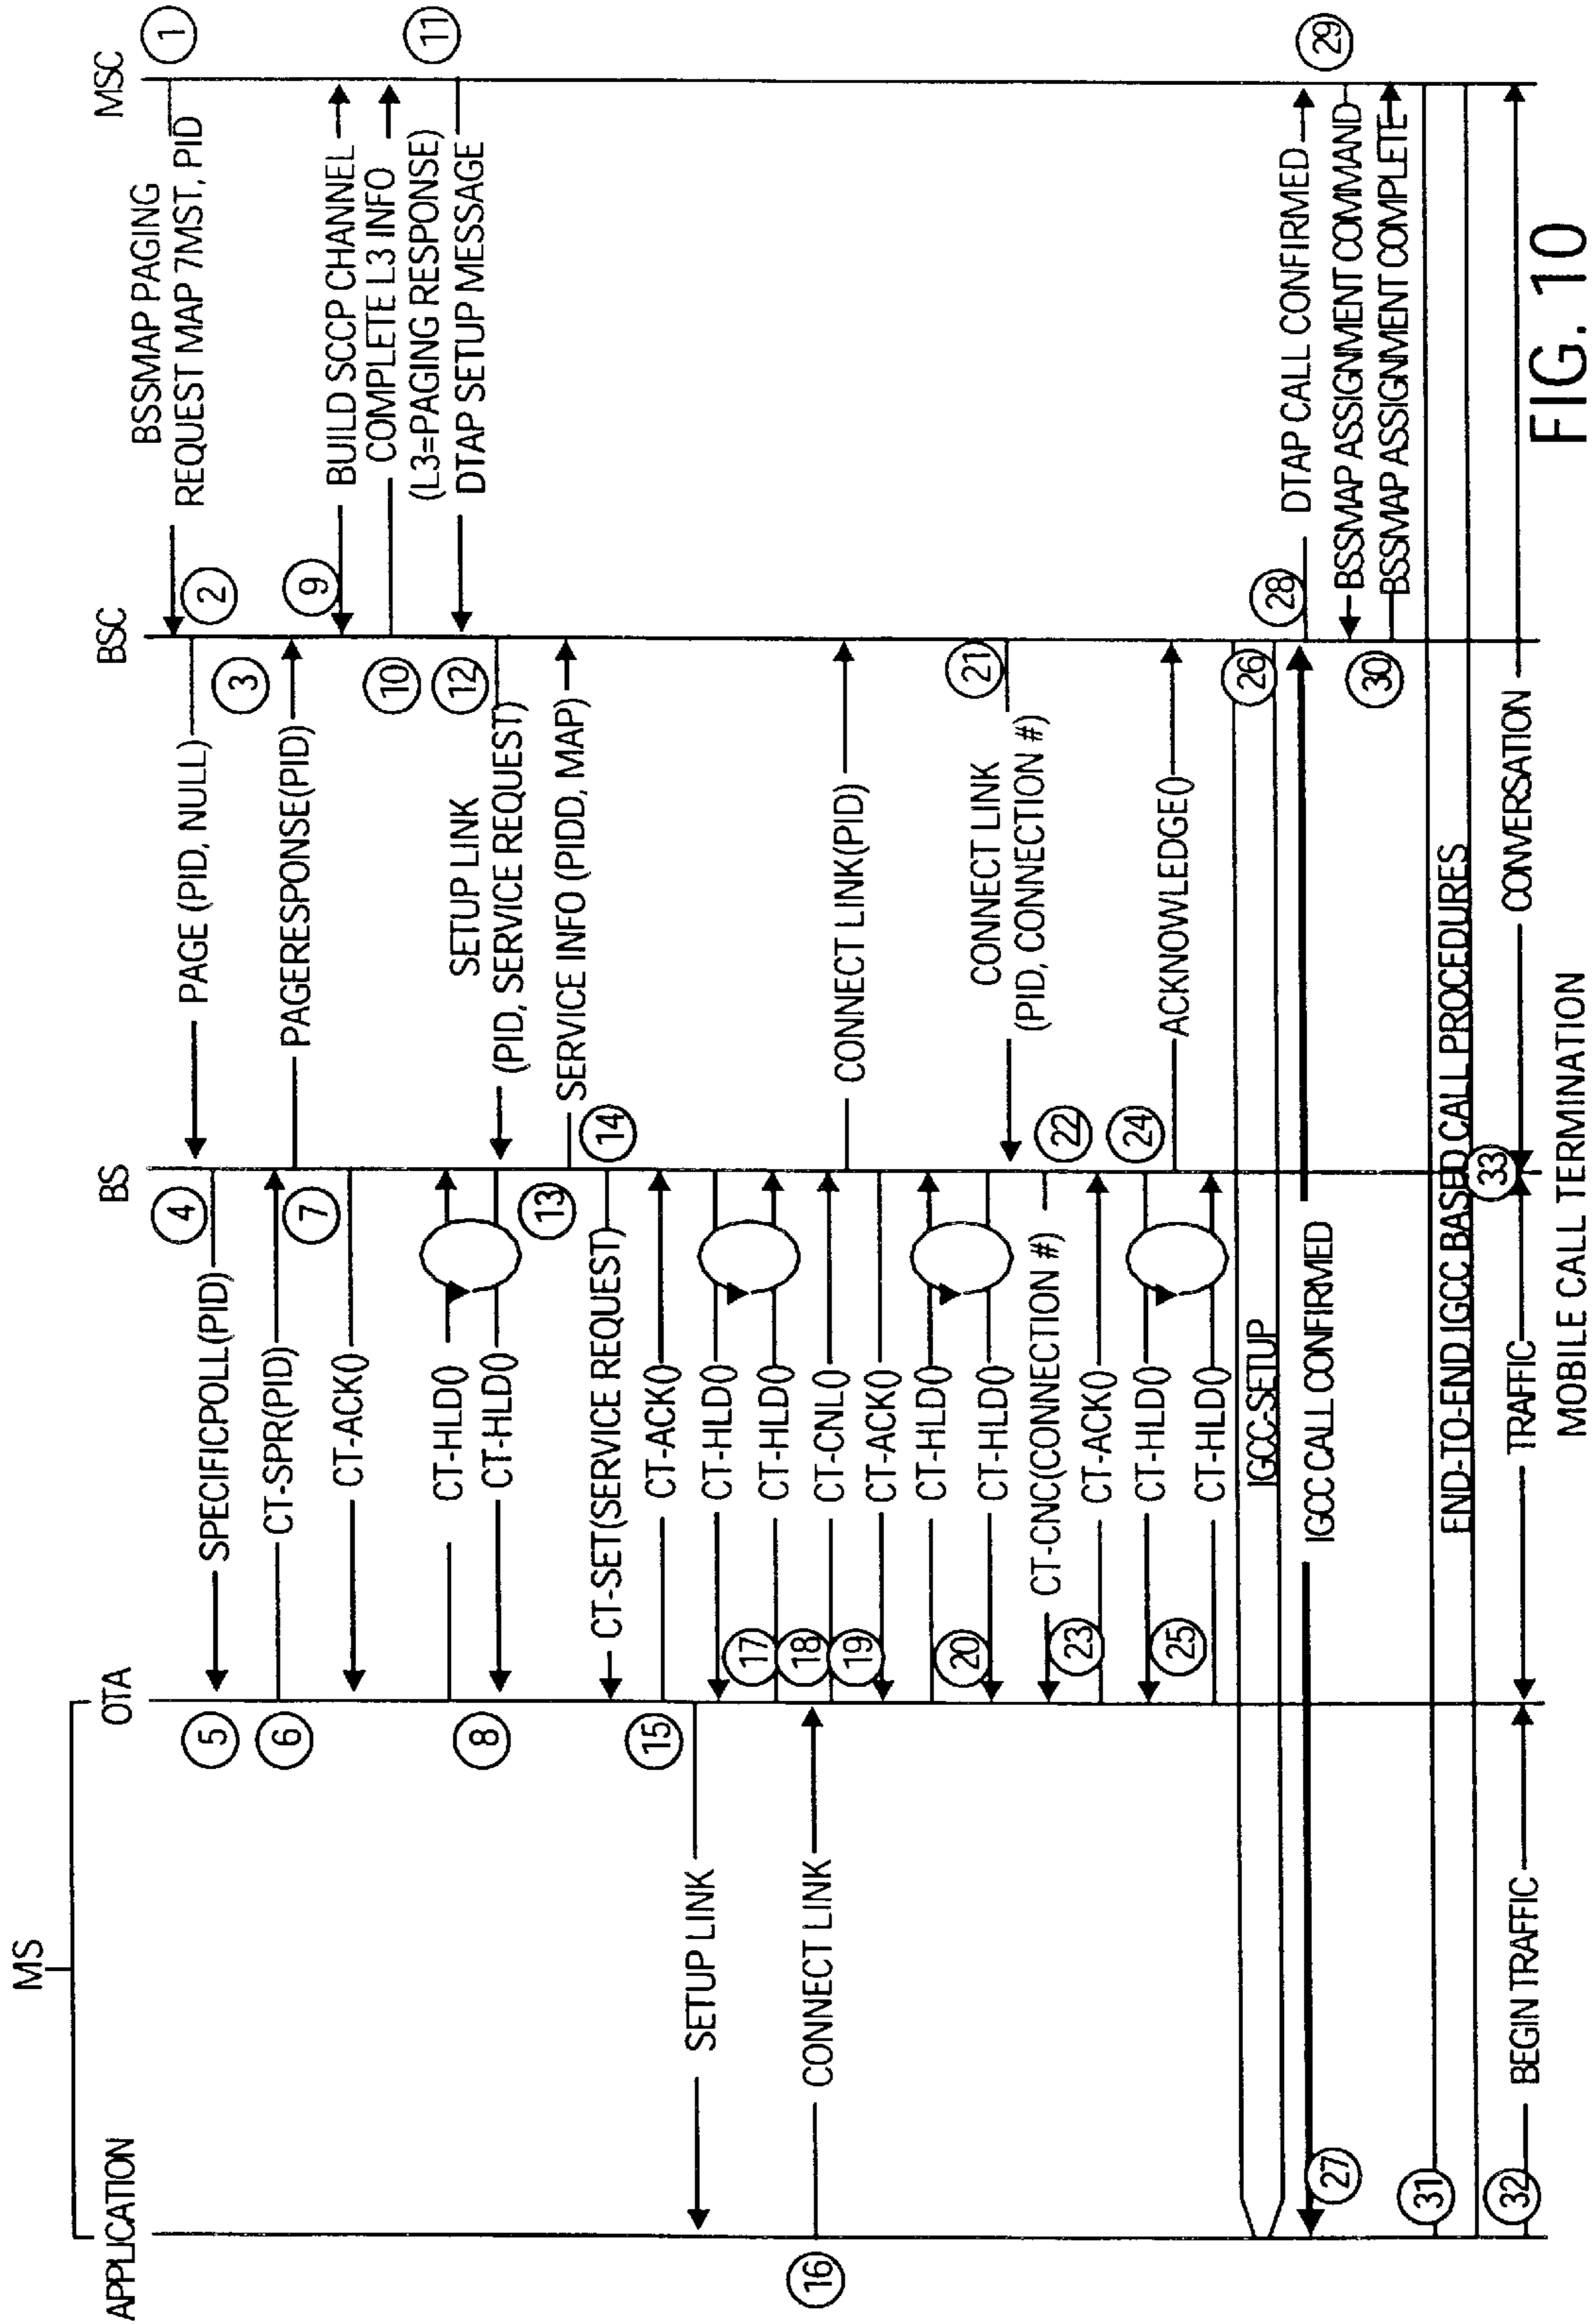 MS
APPLICATION
OTA
BS
BSC
MSC
1
BSSMAP PAGING
REQUEST MAP 7MST, PID
2
PAGE (PID, NULL)
4
SPECIFICPOLL(PID)
5
3
CT-SPR(PID)
6
PAGERESPONSE(PID)
7
CT-ACK()
9
BUILD SCCP CHANNEL
10
COMPLETE L3 INFO
(L3=PAGING RESPONSE)
11
DTAP SETUP MESSAGE
12
CT-HLD()
8
CT-HLD()
SETUP LINK
(PID, SERVICE REQUEST)
13
SERVICE INFO (PIDD, MAP)
14
CT-SET(SERVICE REQUEST)
15
CT-ACK()
SETUP LINK
CT-HLD()
17
CT-HLD()
16
CONNECT LINK
18
CT-CNL()
CONNECT LINK(PID)
19
CT-ACK()
CT-HLD()
20
CT-HLD()
21
CONNECT LINK
(PID, CONNECTION #)
22
CT-CNC(CONNECTION #)
23
CT-ACK()
24
CT-HLD()
25
ACKNOWLEDGE()
CT-HLD()
26
IGCC-SETUP
27
IGCC CALL CONFIRMED
28
DTAP CALL CONFIRMED
29
BSSMAP ASSIGNMENT COMMAND
30
BSSMAP ASSIGNMENT COMPLETE
31
END-TO-END IGCC BASED CALL PROCEDURES
32
BEGIN TRAFFIC
TRAFFIC
33
CONVERSATION
MOBILE CALL TERMINATION
FIG. 10